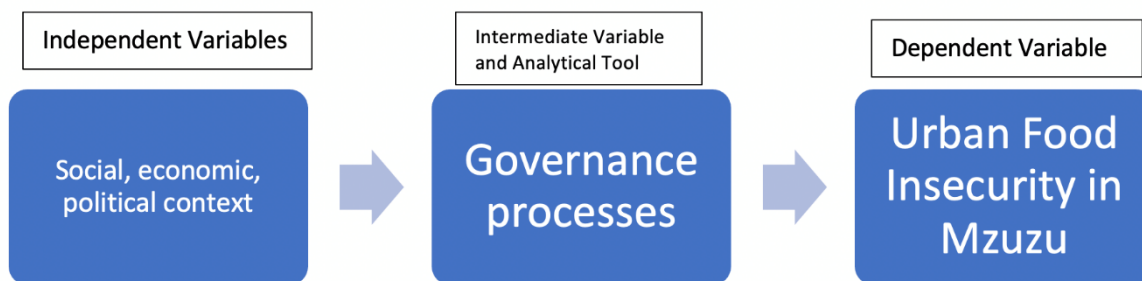 Independent Variables
Intermediate Variable
and Analytical Tool
Dependent Variable
Social, economic,
political context
Governance
processes
Urban Food
Insecurity in
Mzuzu